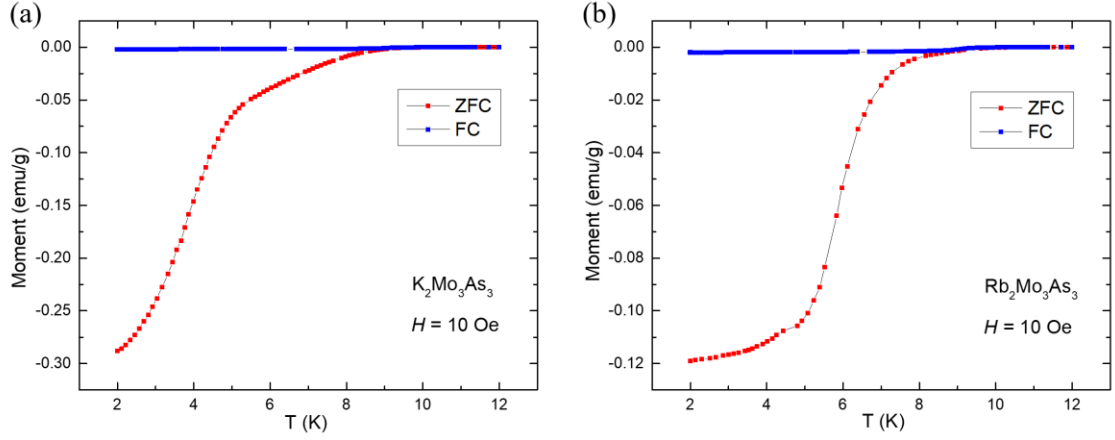 (a)
0.00
-0.05
-0.10
-0.15
-0.20
-0.25
-0.30
Moment (emu/g)
ZFC
FC
K₂Mo₃As₃
H = 10 Oe
2 4 6 8 10 12
T (K)
(b)
0.00
-0.02
-0.04
-0.06
-0.08
-0.10
-0.12
Moment (emu/g)
ZFC
FC
Rb₂Mo₃As₃
H = 10 Oe
2 4 6 8 10 12
T (K)